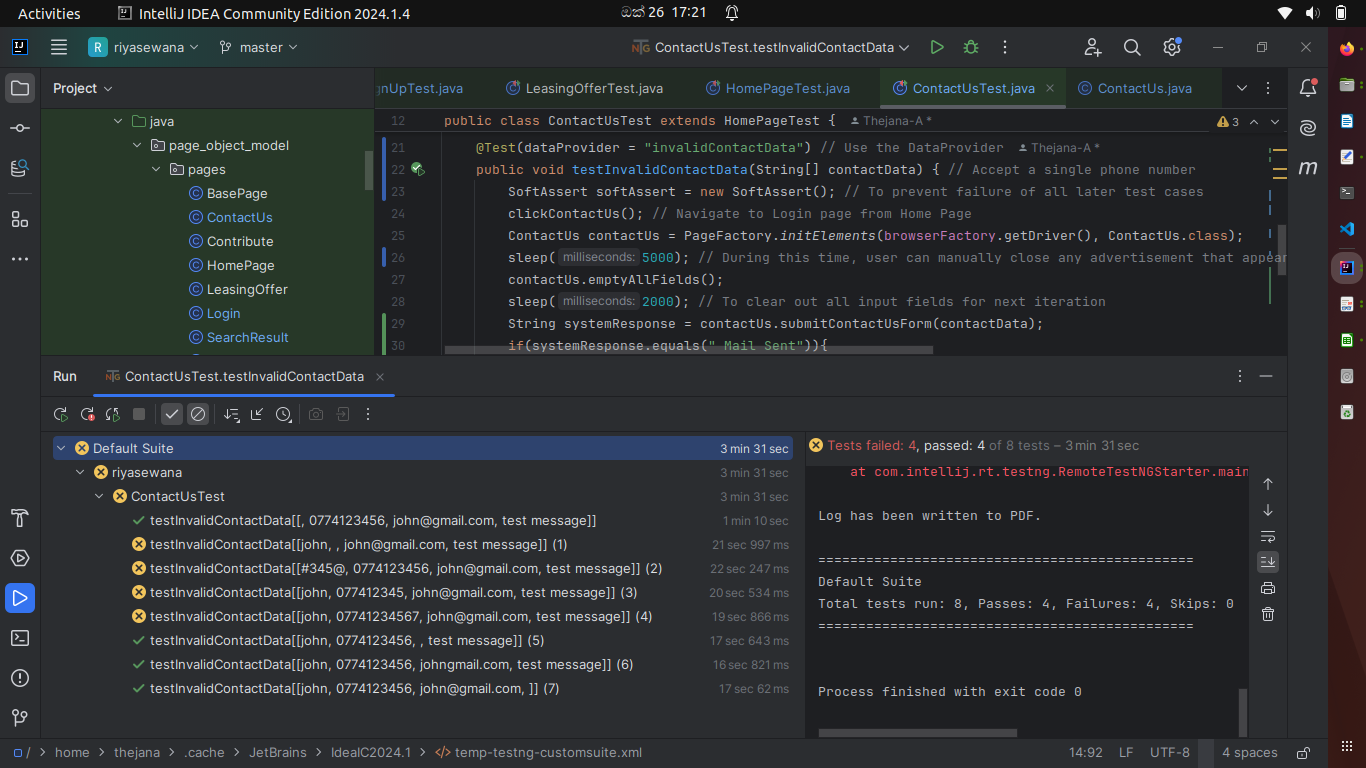 Activities
IntelliJ IDEA Community Edition 2024.1.4
ඔක් 26 17:21
R riyasewana
master
ContactUsTest.testInvalidContactData
Project
gnUpTest.java
LeasingOfferTest.java
HomePageTest.java
ContactUsTest.java
ContactUs.java
java
page_object_model
pages
BasePage
ContactUs
Contribute
HomePage
LeasingOffer
Login
SearchResult
12 public class ContactUsTest extends HomePageTest { Thejana-A *
3
21 @Test(dataProvider = "invalidContactData") // Use the DataProvider Thejana-A *
22 public void testInvalidContactData(String[] contactData) { // Accept a single phone number
23 SoftAssert softAssert = new SoftAssert(); // To prevent failure of all later test cases
24 clickContactUs(); // Navigate to Login page from Home Page
25 ContactUs contactUs = PageFactory.initElements(browserFactory.getDriver(), ContactUs.class);
26 sleep( milliseconds: 5000); // During this time, user can manually close any advertisement that appear
27 contactUs.emptyAllFields();
28 sleep( milliseconds: 2000); // To clear out all input fields for next iteration
29 String systemResponse = contactUs.submitContactUsForm(contactData);
30 if(systemResponse.equals(" Mail Sent")){
Run
ContactUsTest.testInvalidContactData
Default Suite 3 min 31 sec
riyasewana 3 min 31 sec
ContactUsTest 3 min 31 sec
testInvalidContactData[[, 0774123456, john@gmail.com, test message]] 1 min 10 sec
testInvalidContactData[[john, , john@gmail.com, test message]] (1) 21 sec 997 ms
testInvalidContactData[[#345@, 0774123456, john@gmail.com, test message]] (2) 22 sec 247 ms
testInvalidContactData[[john, 077412345, john@gmail.com, test message]] (3) 20 sec 534 ms
testInvalidContactData[[john, 07741234567, john@gmail.com, test message]] (4) 19 sec 866 ms
testInvalidContactData[[john, 0774123456, , test message]] (5) 17 sec 643 ms
testInvalidContactData[[john, 0774123456, johngmail.com, test message]] (6) 16 sec 821 ms
testInvalidContactData[[john, 0774123456, john@gmail.com, ]] (7) 17 sec 62 ms
Tests failed: 4, passed: 4 of 8 tests – 3 min 31 sec
at com.intellij.rt.testng.RemoteTestNGStarter.main
Log has been written to PDF.
===============================================
Default Suite
Total tests run: 8, Passes: 4, Failures: 4, Skips: 0
===============================================
Process finished with exit code 0
/ > home > thejana > .cache > JetBrains > IdeaIC2024.1 > temp-testng-customsuite.xml
14:92 LF UTF-8 4 spaces